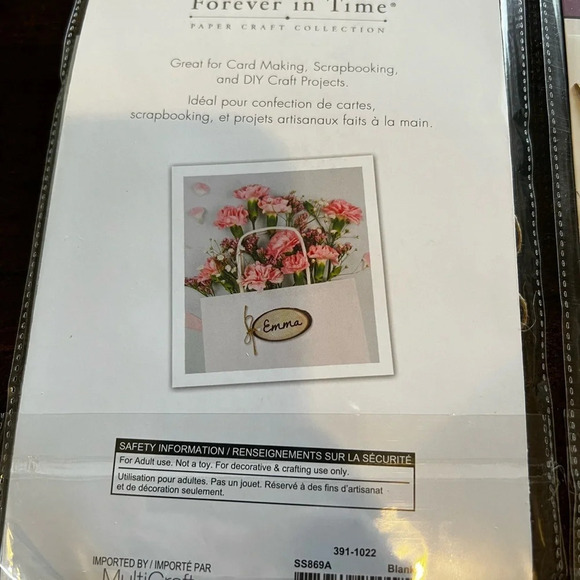 Forever in Time®
PAPER CRAFT COLLECTION
Great for Card Making, Scrapbooking,
and DIY Craft Projects.
Idéal pour confection de cartes,
scrapbooking, et projets artisanaux faits à la main.
Emma
SAFETY INFORMATION / RENSEIGNEMENTS SUR LA SÉCURITÉ
For Adult use. Not a toy. For decorative & crafting use only.
Utilisation pour adultes. Pas un jouet. Réservé à des fins d'artisanat
et de décoration seulement.
391-1022
IMPORTED BY / IMPORTÉ PAR
SS869A
Blank
MultiCraft